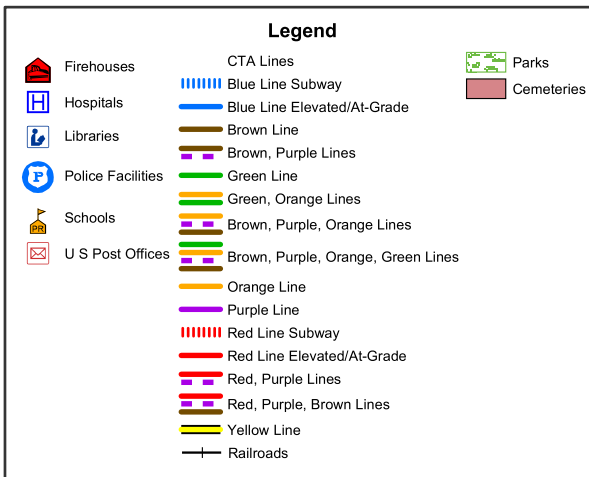 Legend
Firehouses
Hospitals
Libraries
P
Police Facilities
PR
Schools
U S Post Offices
CTA Lines
Blue Line Subway
Blue Line Elevated/At-Grade
Brown Line
Brown, Purple Lines
Green Line
Green, Orange Lines
Brown, Purple, Orange Lines
Brown, Purple, Orange, Green Lines
Orange Line
Purple Line
Red Line Subway
Red Line Elevated/At-Grade
Red, Purple Lines
Red, Purple, Brown Lines
Yellow Line
Railroads
Parks
Cemeteries